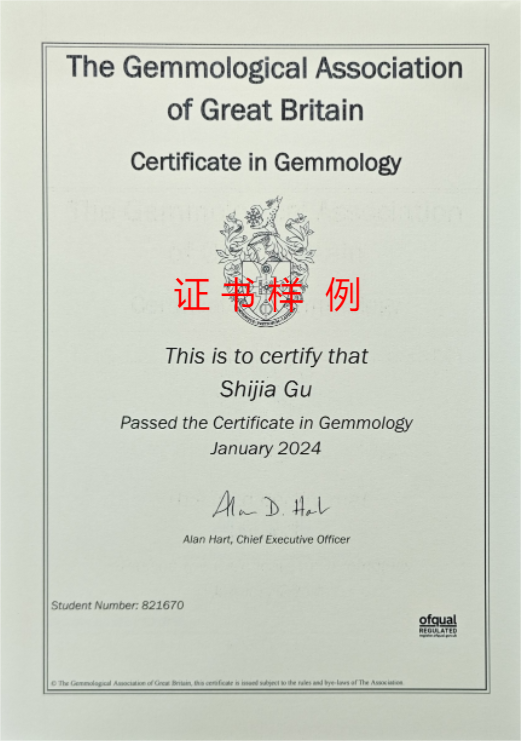 The Gemmological Association
of Great Britain
Certificate in Gemmology
证书样例
This is to certify that
Shijia Gu
Passed the Certificate in Gemmology
January 2024
Alan D. Hart
Alan Hart, Chief Executive Officer
Student Number: 821670
ofqual
REGULATED
© The Gemmological Association of Great Britain, this certificate is issued subject to the rules and bye-laws of The Association.